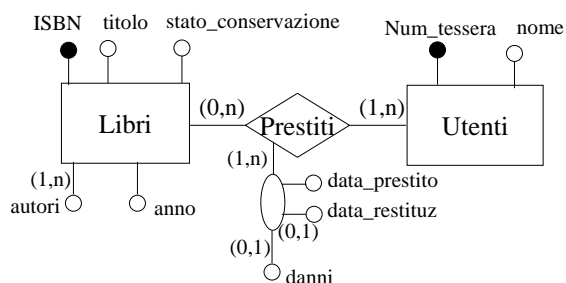 ISBN titolo stato_conservazione
Num_tessera nome
(0,n) (1,n)
Libri Prestiti Utenti
(1,n) (1,n)
data_prestito
autori anno
data_restituz
(0,1) (0,1)
danni